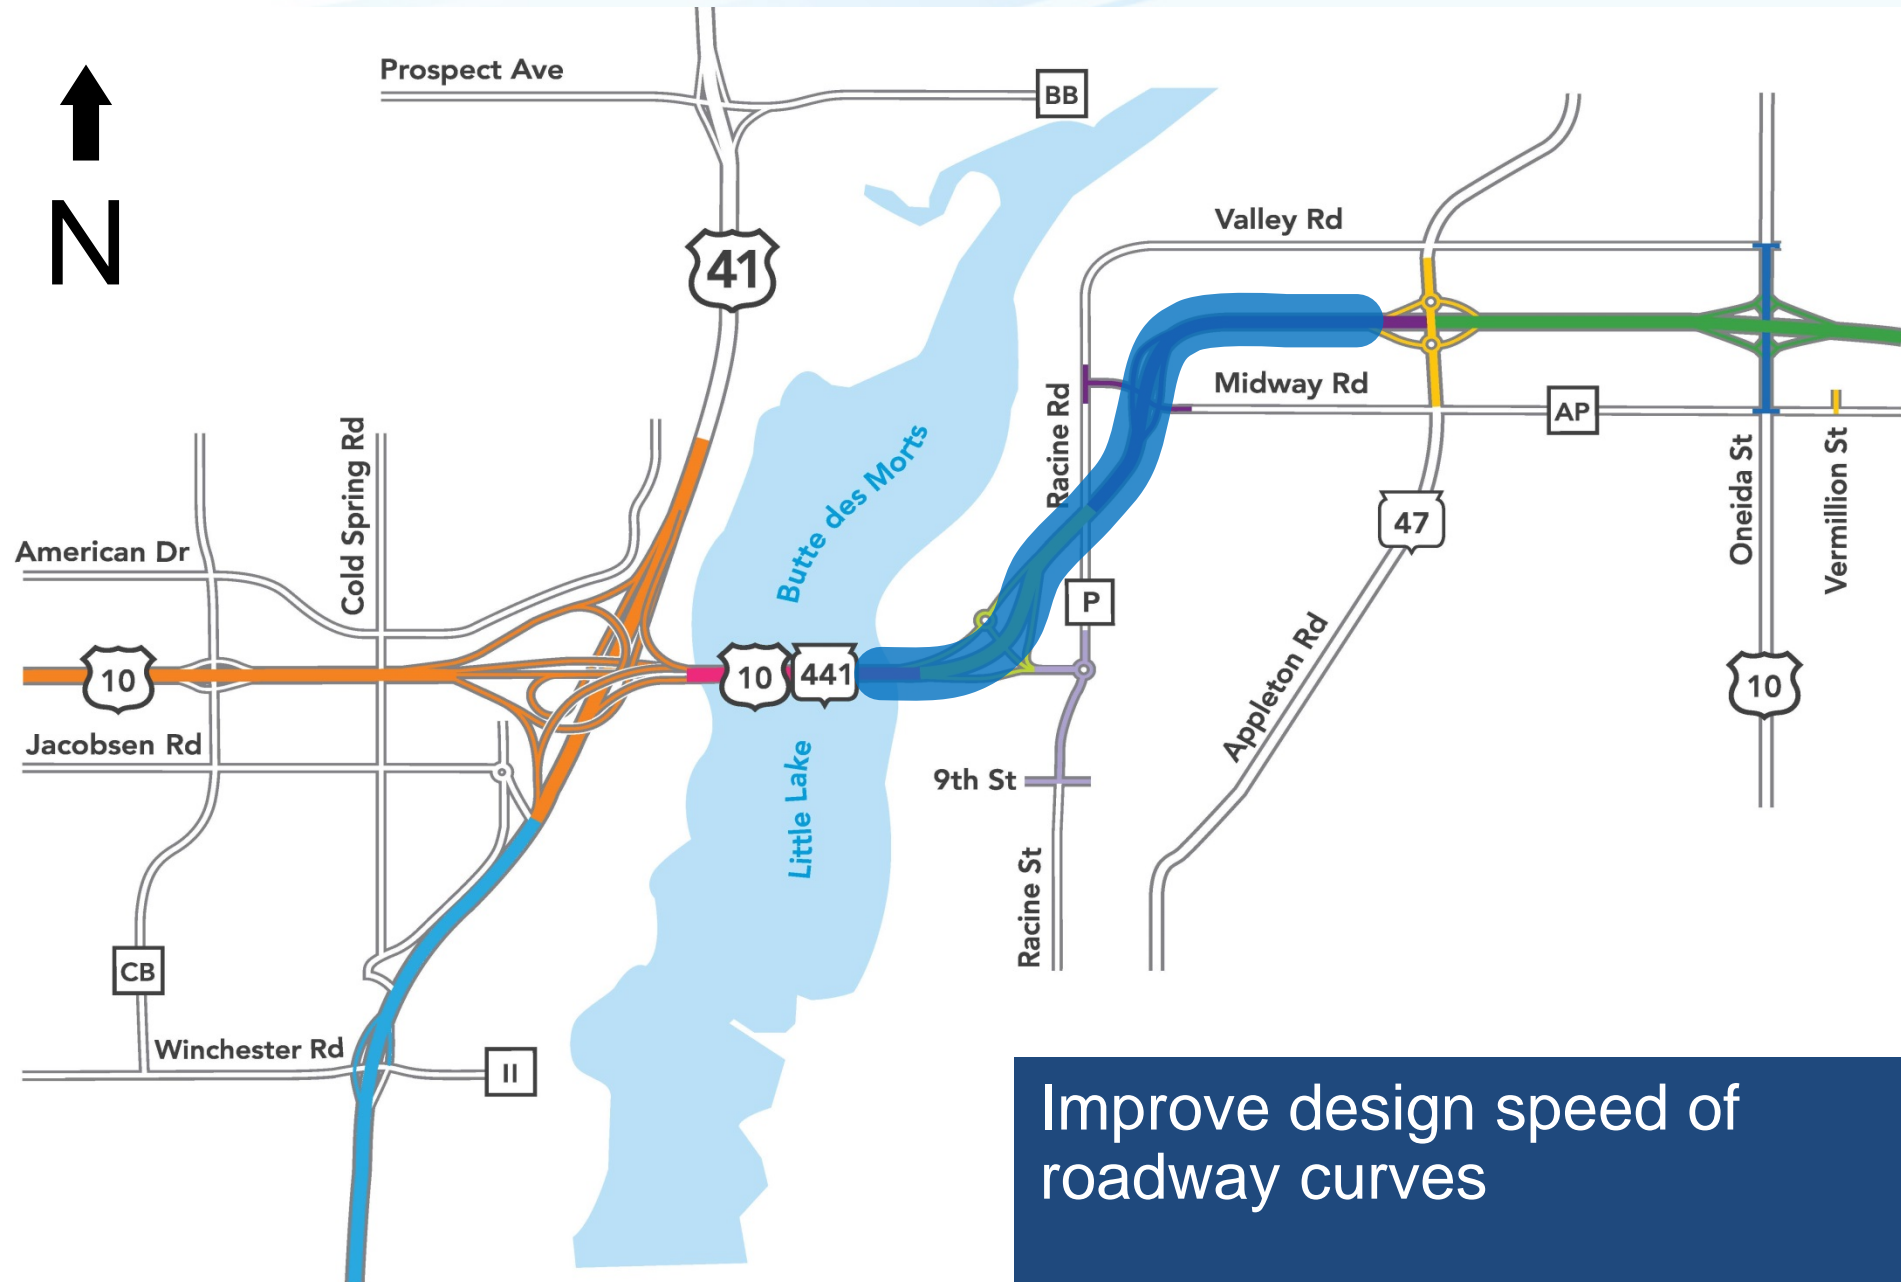 Prospect Ave
BB
N
Valley Rd
41
Midway Rd
Racine Rd
AP
Cold Spring Rd
Butte des Morts
Oneida St
Vermillion St
47
American Dr
P
10
10
441
10
Appleton Rd
Jacobsen Rd
Little Lake
9th St
Racine St
CB
Winchester Rd
II
Improve design speed of
roadway curves